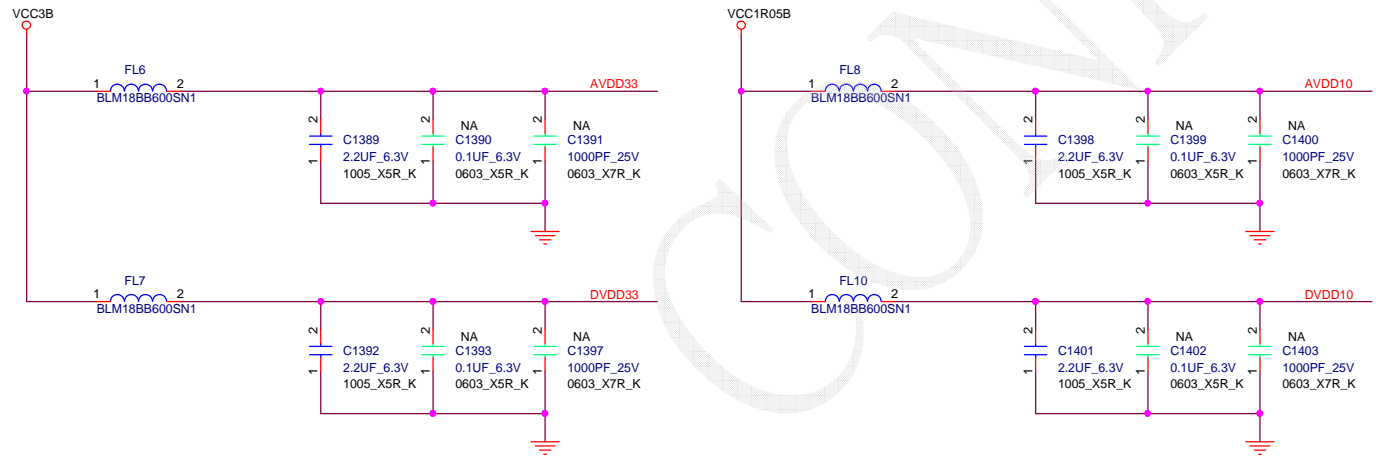 VCC3B
VCC1R05B
FL6
1 2
BLM18BB600SN1
AVDD33
FL8
1 2
BLM18BB600SN1
AVDD10
2
1
C1389
2.2UF_6.3V
1005_X5R_K
2
1
NA
C1390
0.1UF_6.3V
0603_X5R_K
2
1
NA
C1391
1000PF_25V
0603_X7R_K
2
1
C1398
2.2UF_6.3V
1005_X5R_K
2
1
NA
C1399
0.1UF_6.3V
0603_X5R_K
2
1
NA
C1400
1000PF_25V
0603_X7R_K
FL7
1 2
BLM18BB600SN1
DVDD33
FL10
1 2
BLM18BB600SN1
DVDD10
2
1
C1392
2.2UF_6.3V
1005_X5R_K
2
1
NA
C1393
0.1UF_6.3V
0603_X5R_K
2
1
NA
C1397
1000PF_25V
0603_X7R_K
2
1
C1401
2.2UF_6.3V
1005_X5R_K
2
1
NA
C1402
0.1UF_6.3V
0603_X5R_K
2
1
NA
C1403
1000PF_25V
0603_X7R_K